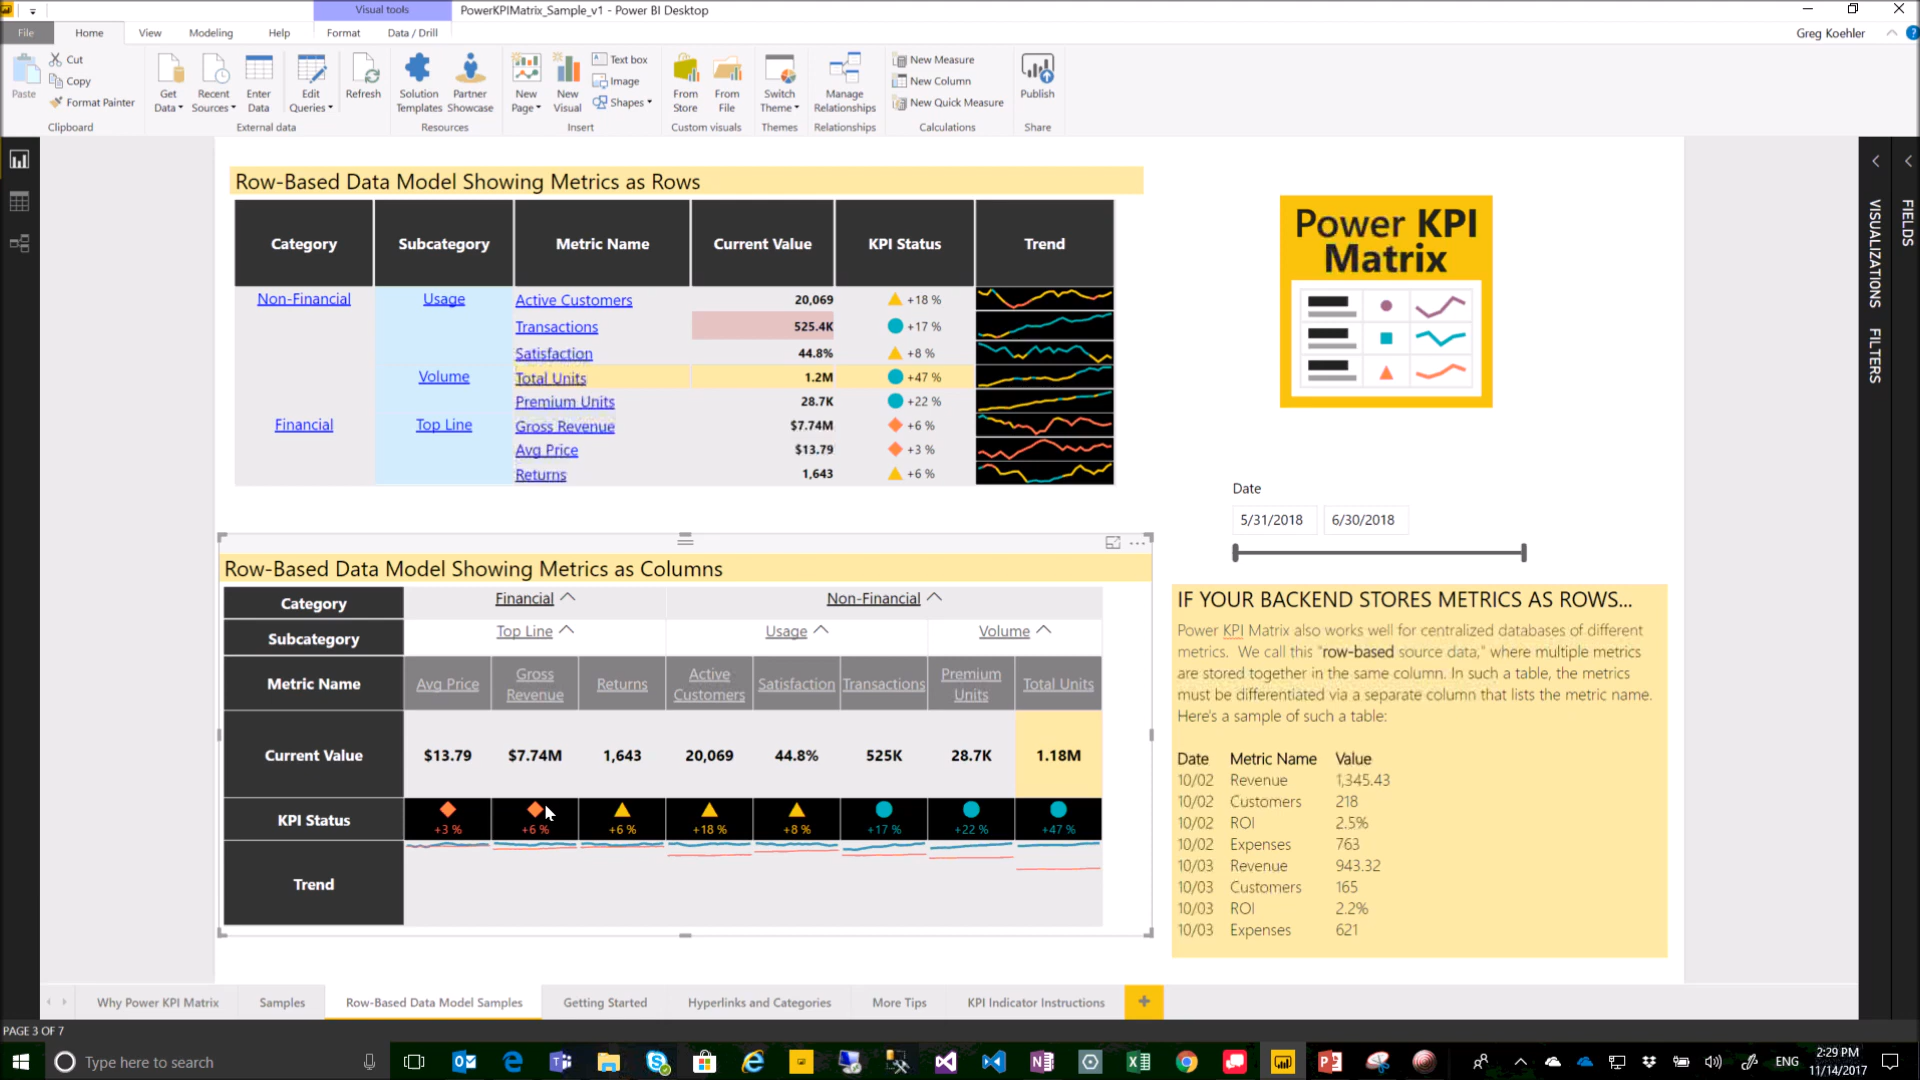 Visual tools
PowerKPIMatrix_Sample_v1 - Power BI Desktop
File Home View Modeling Help Format Data / Drill
Greg Koehler
Paste
Cut
Copy
Format Painter
Clipboard
Get Data
Recent Sources
Enter Data
Edit Queries
Refresh
External data
Solution Templates
Partner Showcase
Resources
New Page
New Visual
Text box
Image
Shapes
Insert
From Store
From File
Custom visuals
Switch Theme
Themes
Manage Relationships
Relationships
New Measure
New Column
New Quick Measure
Calculations
Publish
Share
Row-Based Data Model Showing Metrics as Rows
Category Subcategory Metric Name Current Value KPI Status Trend
Non-Financial Usage Active Customers 20,069 +18 %
Transactions 525.4K +17 %
Satisfaction 44.8% +8 %
Volume Total Units 1.2M +47 %
Premium Units 28.7K +22 %
Financial Top Line Gross Revenue $7.74M +6 %
Avg Price $13.79 +3 %
Returns 1,643 +6 %
Power KPI
Matrix
Date
5/31/2018 6/30/2018
VISUALIZATIONS
FILTERS
FIELDS
Row-Based Data Model Showing Metrics as Columns
Category Financial Non-Financial
Subcategory Top Line Usage Volume
Metric Name Avg Price Gross Revenue Returns Active Customers Satisfaction Transactions Premium Units Total Units
Current Value $13.79 $7.74M 1,643 20,069 44.8% 525K 28.7K 1.18M
KPI Status +3 % +6 % +6 % +18 % +8 % +17 % +22 % +47 %
Trend
IF YOUR BACKEND STORES METRICS AS ROWS...
Power KPI Matrix also works well for centralized databases of different
metrics. We call this "row-based source data," where multiple metrics
are stored together in the same column. In such a table, the metrics
must be differentiated via a separate column that lists the metric name.
Here's a sample of such a table:
Date Metric Name Value
10/02 Revenue 1,345.43
10/02 Customers 218
10/02 ROI 2.5%
10/02 Expenses 763
10/03 Revenue 943.32
10/03 Customers 165
10/03 ROI 2.2%
10/03 Expenses 621
Why Power KPI Matrix Samples Row-Based Data Model Samples Getting Started Hyperlinks and Categories More Tips KPI Indicator Instructions
PAGE 3 OF 7
Type here to search
ENG
2:29 PM
11/14/2017